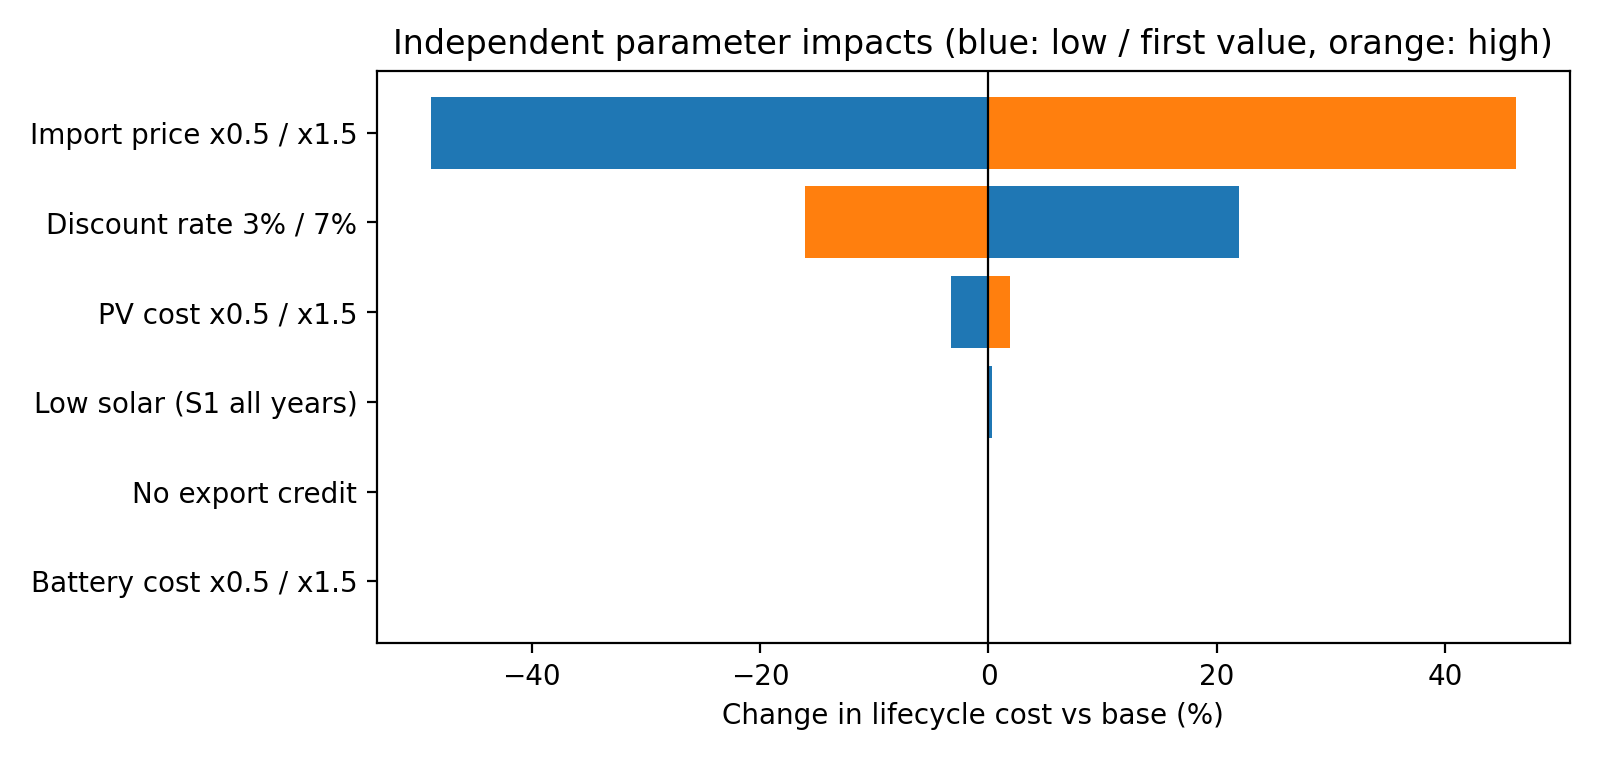 Independent parameter impacts (blue: low / first value, orange: high)
Import price x0.5 / x1.5
Discount rate 3% / 7%
PV cost x0.5 / x1.5
Low solar (S1 all years)
No export credit
Battery cost x0.5 / x1.5
−40 −20 0 20 40
Change in lifecycle cost vs base (%)